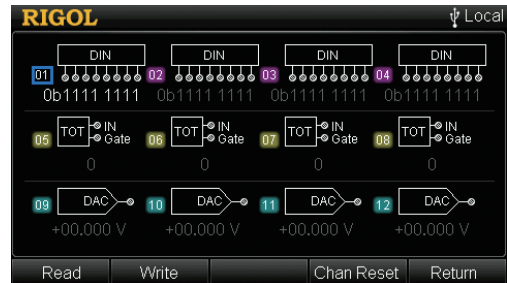 RIGOL Local
DIN DIN DIN DIN
01 02 03 04
0b1111 1111 0b1111 1111 0b1111 1111 0b1111 1111
TOT IN TOT IN TOT IN TOT IN
05 Gate 06 Gate 07 Gate 08 Gate
0 0 0 0
09 DAC 10 DAC 11 DAC 12 DAC
+00.000 V +00.000 V +00.000 V +00.000 V
Read Write Chan Reset Return